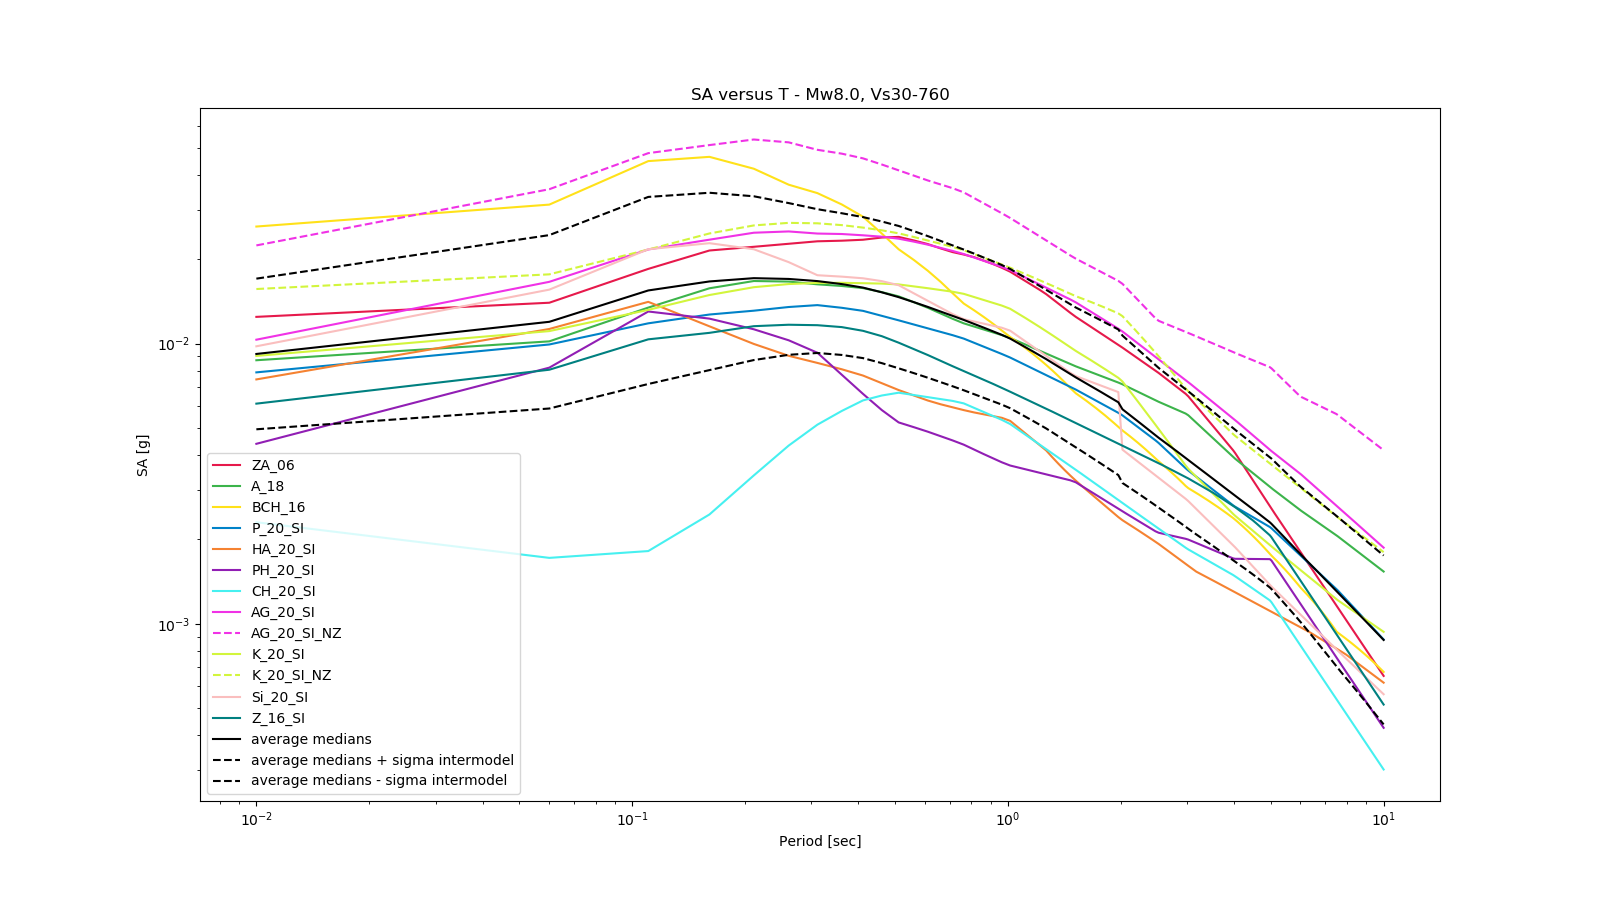 SA versus T - Mw8.0, Vs30-760
SA [g]
10⁻²
10⁻³
ZA_06
A_18
BCH_16
P_20_SI
HA_20_SI
PH_20_SI
CH_20_SI
AG_20_SI
AG_20_SI_NZ
K_20_SI
K_20_SI_NZ
Si_20_SI
Z_16_SI
average medians
average medians + sigma intermodel
average medians - sigma intermodel
10⁻² 10⁻¹ 10⁰ 10¹
Period [sec]